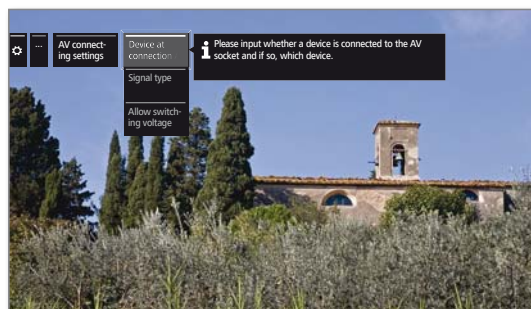 ...
AV connect-
ing settings
Device at
connection
Please input whether a device is connected to the AV
socket and if so, which device.
Signal type
Allow switch-
ing voltage